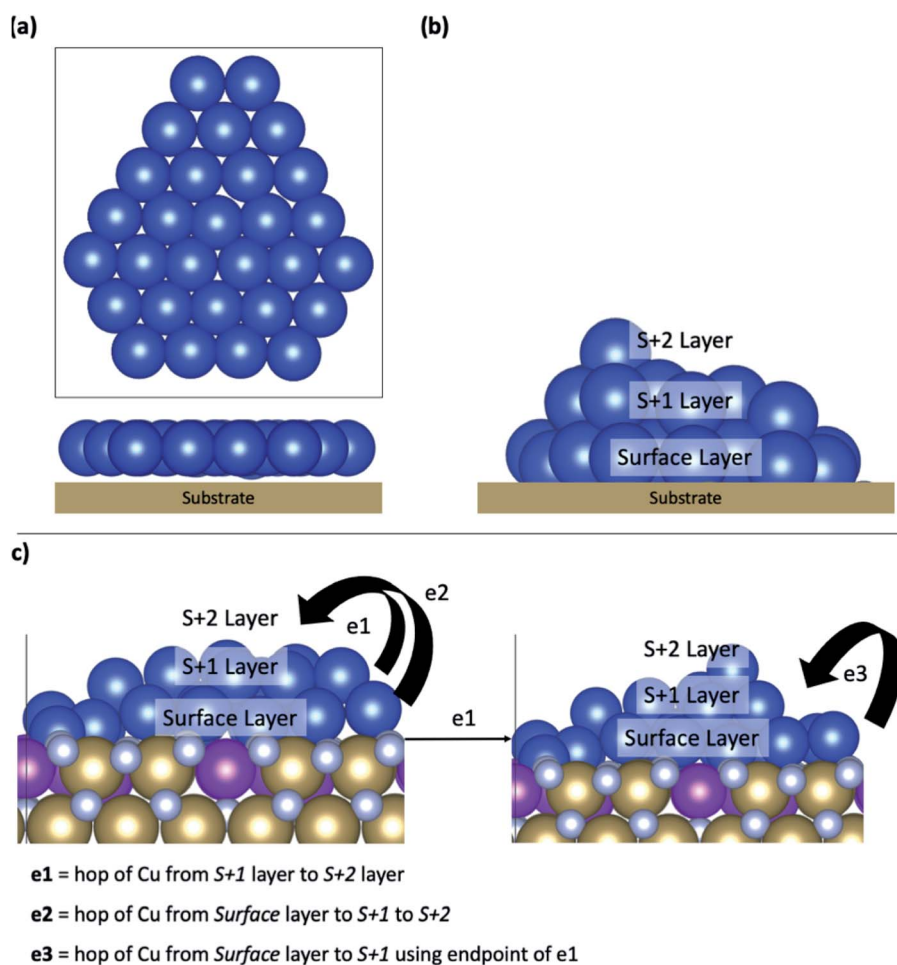 (a)
(b)
Substrate
S+2 Layer
S+1 Layer
Surface Layer
Substrate
c)
S+2 Layer
S+1 Layer
Surface Layer
e1
e2
e1
S+2 Layer
S+1 Layer
Surface Layer
e3
e1 = hop of Cu from S+1 layer to S+2 layer
e2 = hop of Cu from Surface layer to S+1 to S+2
e3 = hop of Cu from Surface layer to S+1 using endpoint of e1